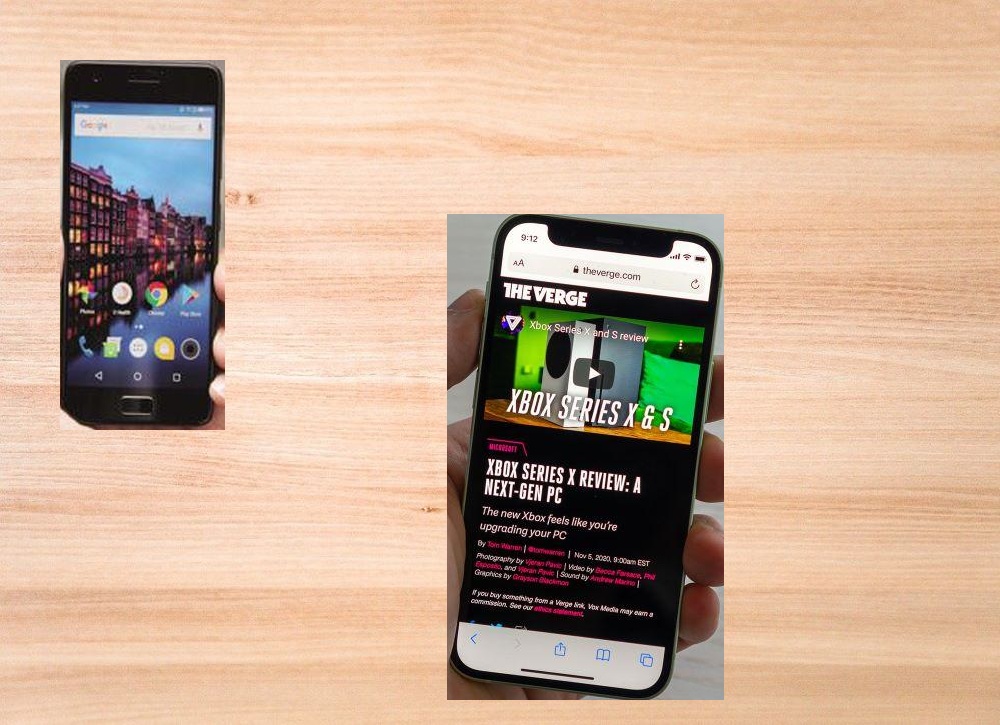 Google
Photos
Chrome
Play Store
9:12
AA
theverge.com
THE VERGE
Xbox Series X and S review
XBOX SERIES X & S
MICROSOFT
XBOX SERIES X REVIEW: A
NEXT-GEN PC
The new Xbox feels like you're
upgrading your PC
By Tom Warren | @tomwarren | Nov 5, 2020, 9:00am EST
Photography by Vjeran Pavic | Video by Becca Farsace, Phil
Esposito, and Vjeran Pavic | Sound by Andrew Marino |
Graphics by Grayson Blackmon
If you buy something from a Verge link, Vox Media may earn a
commission. See our ethics statement.